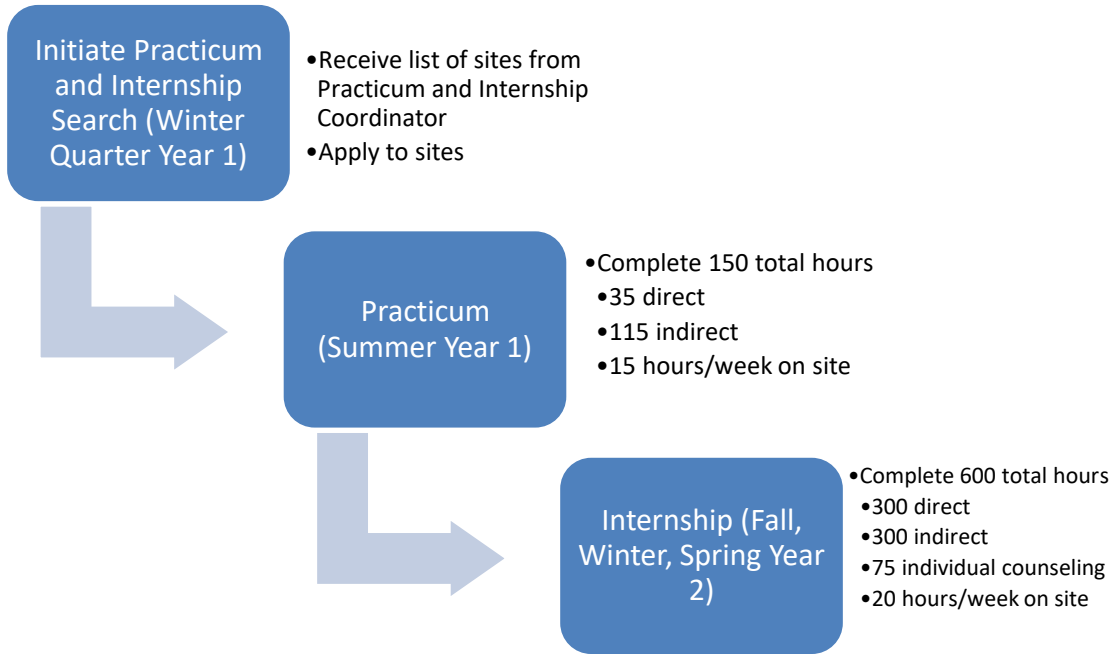 Initiate Practicum
and Internship
Search (Winter
Quarter Year 1)
•Receive list of sites from
Practicum and Internship
Coordinator
•Apply to sites
Practicum
(Summer Year 1)
•Complete 150 total hours
•35 direct
•115 indirect
•15 hours/week on site
Internship (Fall,
Winter, Spring Year
2)
•Complete 600 total hours
•300 direct
•300 indirect
•75 individual counseling
•20 hours/week on site